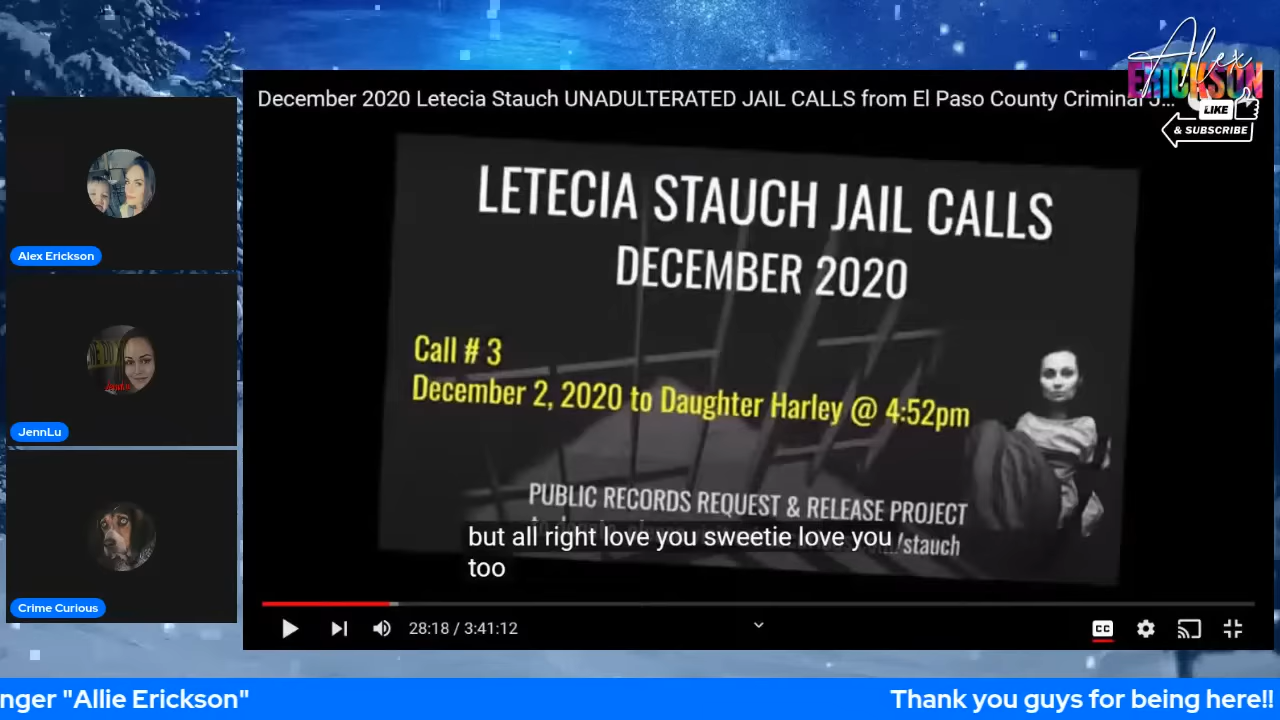 Alex
ERICKSON
LIKE
& SUBSCRIBE
December 2020 Letecia Stauch UNADULTERATED JAIL CALLS from El Paso County Criminal J...
LETECIA STAUCH JAIL CALLS
DECEMBER 2020
Call # 3
December 2, 2020 to Daughter Harley @ 4:52pm
PUBLIC RECORDS REQUEST & RELEASE PROJECT
/stauch
but all right love you sweetie love you
too
Alex Erickson
JennLu
Crime Curious
28:18 / 3:41:12
CC
nger "Allie Erickson"
Thank you guys for being here!!